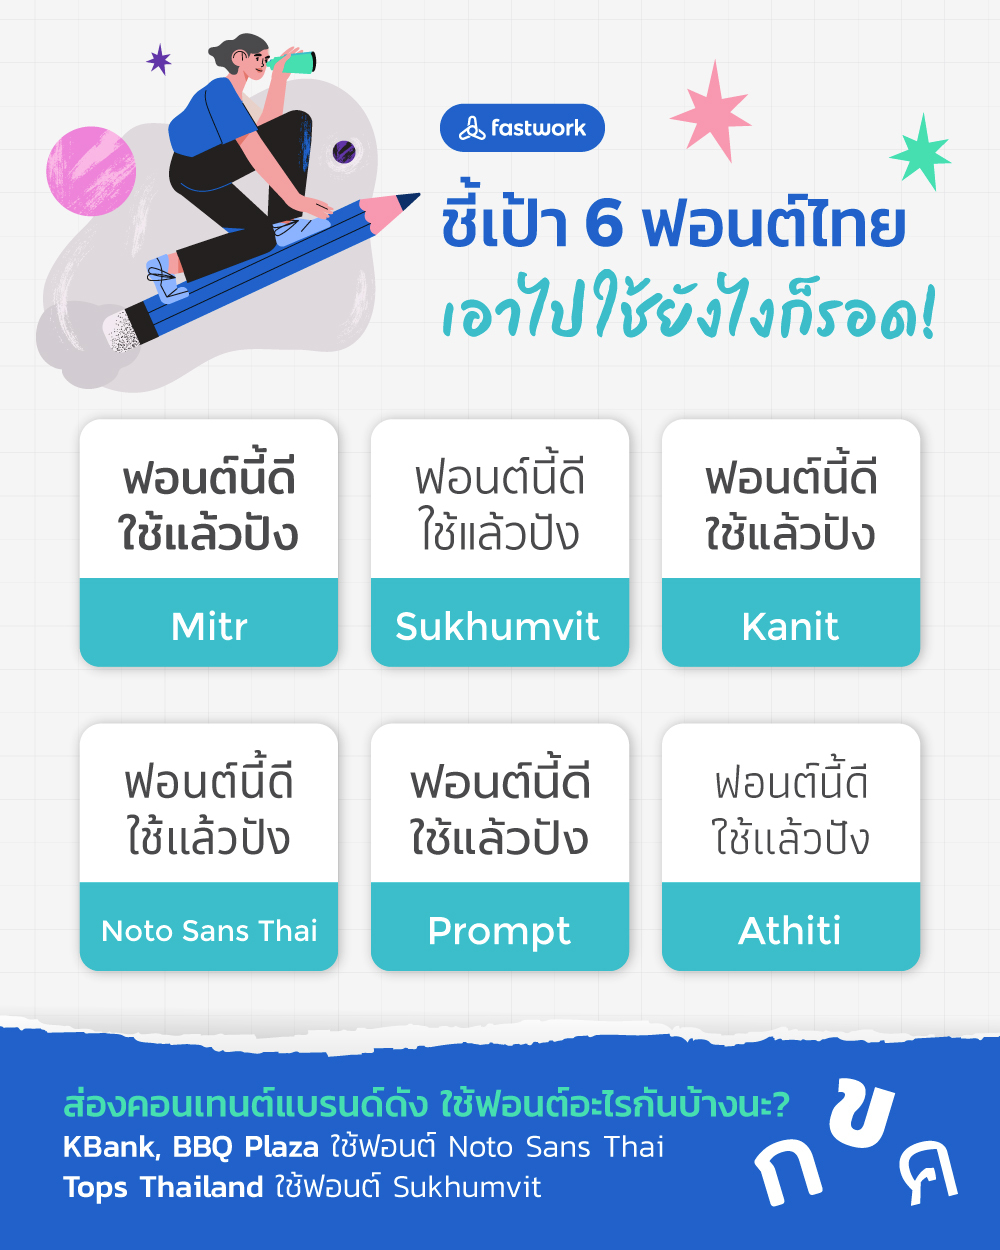 fastwork
ชี้เป้า 6 ฟอนต์ไทย
เอาไปใช้ยังไงก็รอด!
ฟอนต์นี้ดี
ใช้แล้วปัง
Mitr
ฟอนต์นี้ดี
ใช้แล้วปัง
Sukhumvit
ฟอนต์นี้ดี
ใช้แล้วปัง
Kanit
ฟอนต์นี้ดี
ใช้แล้วปัง
Noto Sans Thai
ฟอนต์นี้ดี
ใช้แล้วปัง
Prompt
ฟอนต์นี้ดี
ใช้แล้วปัง
Athiti
ส่องคอนเทนต์แบรนด์ดัง ใช้ฟอนต์อะไรกันบ้างนะ?
KBank, BBQ Plaza ใช้ฟอนต์ Noto Sans Thai
Tops Thailand ใช้ฟอนต์ Sukhumvit
ก ข ค